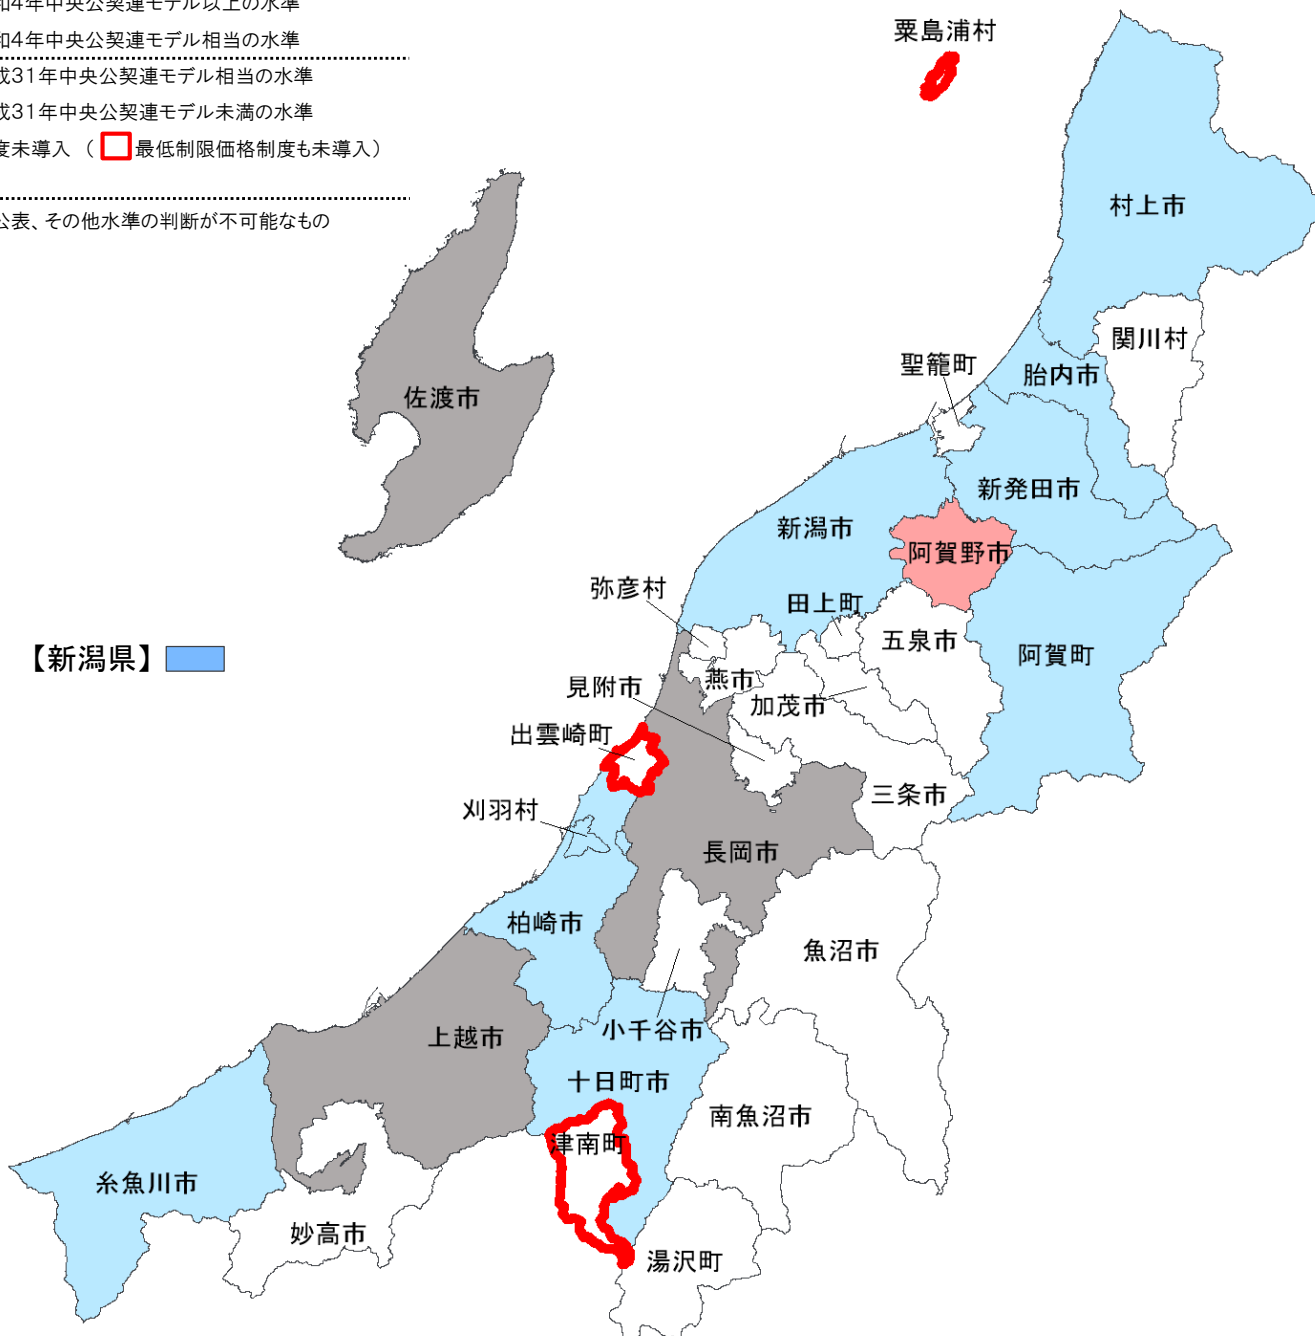 和4年中央公契連モデル以上の水準
和4年中央公契連モデル相当の水準
成31年中央公契連モデル相当の水準
成31年中央公契連モデル未満の水準
度未導入 （ 最低制限価格制度も未導入）
公表、その他水準の判断が不可能なもの
粟島浦村
村上市
関川村
聖籠町
胎内市
佐渡市
新発田市
新潟市
阿賀野市
弥彦村
田上町
五泉市
阿賀町
【新潟県】
燕市
見附市
加茂市
出雲崎町
三条市
刈羽村
長岡市
柏崎市
魚沼市
小千谷市
上越市
十日町市
南魚沼市
津南町
糸魚川市
妙高市
湯沢町